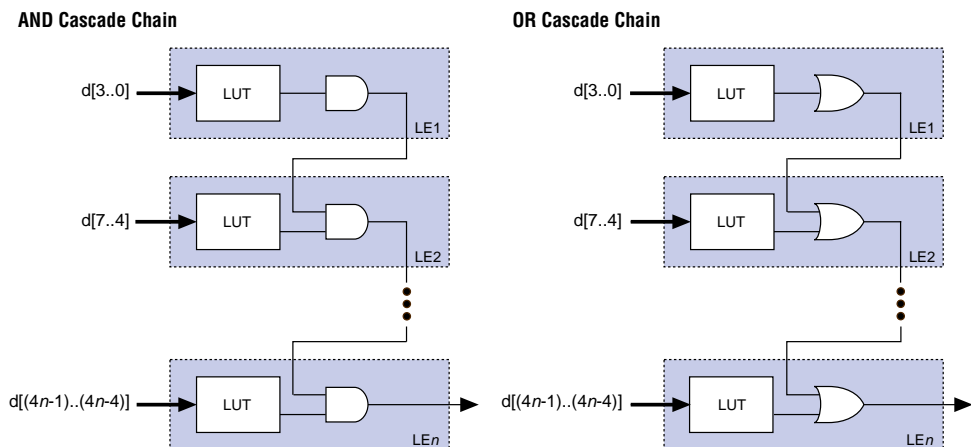 AND Cascade Chain
d[3..0]
LUT
LE1
d[7..4]
LUT
LE2
d[(4n-1)..(4n-4)]
LUT
LEn
OR Cascade Chain
d[3..0]
LUT
LE1
d[7..4]
LUT
LE2
d[(4n-1)..(4n-4)]
LUT
LEn